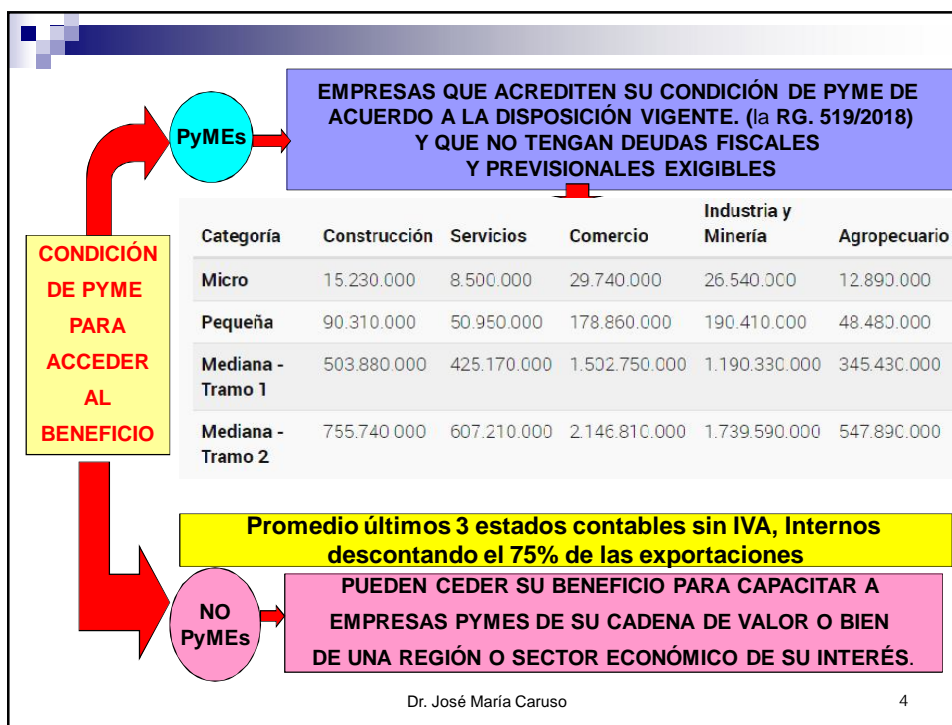 EMPRESAS QUE ACREDITEN SU CONDICIÓN DE PYME DE
ACUERDO A LA DISPOSICIÓN VIGENTE. (la RG. 519/2018)
Y QUE NO TENGAN DEUDAS FISCALES
Y PREVISIONALES EXIGIBLES
PyMEs
CONDICIÓN
DE PYME
PARA
ACCEDER
AL
BENEFICIO
Categoría Construcción Servicios Comercio Industria y Minería Agropecuario
Micro 15.230.000 8.500.000 29.740.000 26.540.000 12.890.000
Pequeña 90.310.000 50.950.000 178.860.000 190.410.000 48.480.000
Mediana - Tramo 1 503.880.000 425.170.000 1.502.750.000 1.190.330.000 345.430.000
Mediana - Tramo 2 755.740.000 607.210.000 2.146.810.000 1.739.590.000 547.890.000
Promedio últimos 3 estados contables sin IVA, Internos
descontando el 75% de las exportaciones
NO
PyMEs
PUEDEN CEDER SU BENEFICIO PARA CAPACITAR A
EMPRESAS PYMES DE SU CADENA DE VALOR O BIEN
DE UNA REGIÓN O SECTOR ECONÓMICO DE SU INTERÉS.
Dr. José María Caruso 4